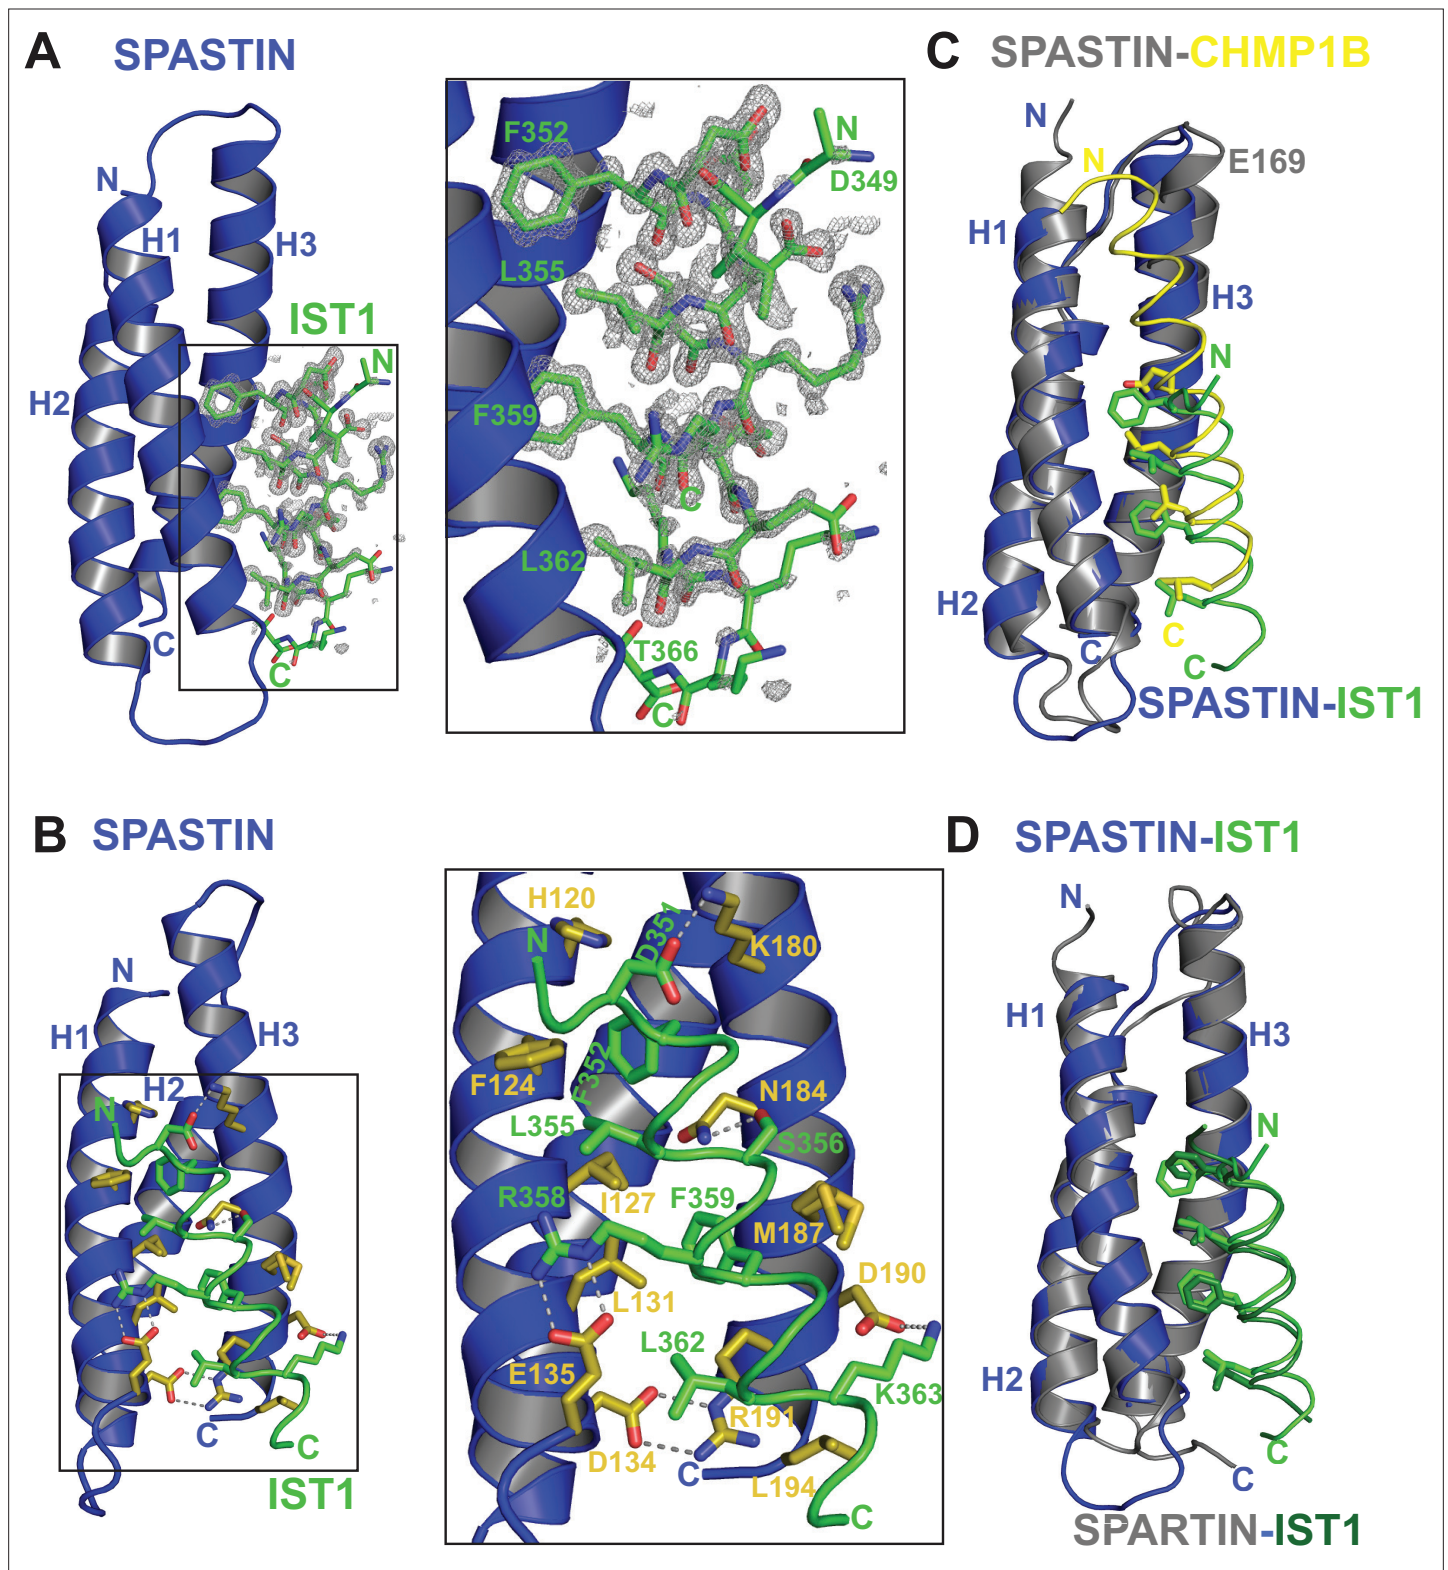 A SPASTIN
N
H1
H3
H2
IST1
N
C
C
F352
N
D349
L355
F359
C
L362
T366
C
C SPASTIN-CHMP1B
N
N
E169
H1
H3
N
H2
C
C
C
SPASTIN-IST1
B SPASTIN
N
H1
H3
H2
N
C
C
IST1
H120
N
D351
K180
F124
F352
N184
L355
S356
R358
I127
F359
M187
D190
L131
L362
E135
K363
R191
D134
C
L194
C
D SPASTIN-IST1
N
H1
H3
N
H2
C
C
SPARTIN-IST1